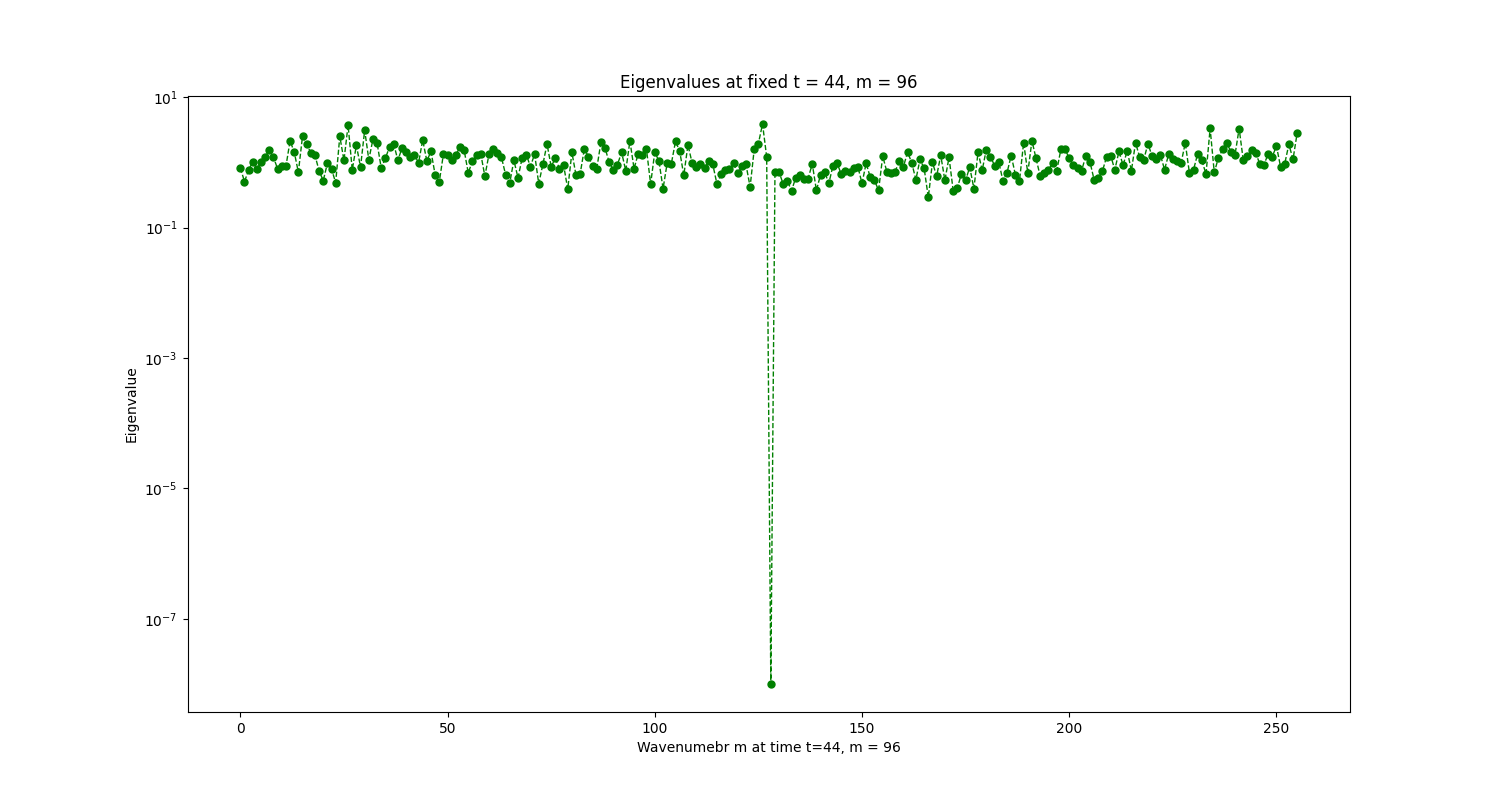 Eigenvalues at fixed t = 44, m = 96
10^1
10^-1
10^-3
10^-5
10^-7
Eigenvalue
0 50 100 150 200 250
Wavenumebr m at time t=44, m = 96